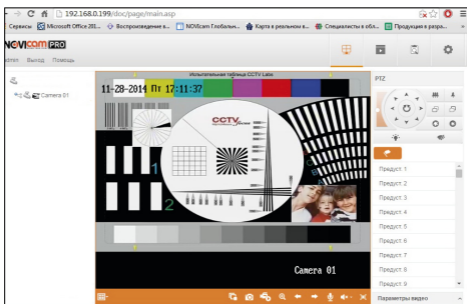 192.168.0.199/doc/page/main.asp
Сервисы Microsoft Office 201... Воспроизведение в... NOVIcam Глобальн... Карта в реальном в... Специалисты в обл... Продукция в разра...
NOVIcam PRO
Выход Помощь
Camera 01
Испытательная таблица CCTV Labs
11-28-2014 Пт 17:11:37
CCTV
1
2
Camera 01
PTZ
Предуст. 1
Предуст. 2
Предуст. 3
Предуст. 4
Предуст. 5
Предуст. 6
Предуст. 7
Предуст. 8
Предуст. 9
Параметры видео